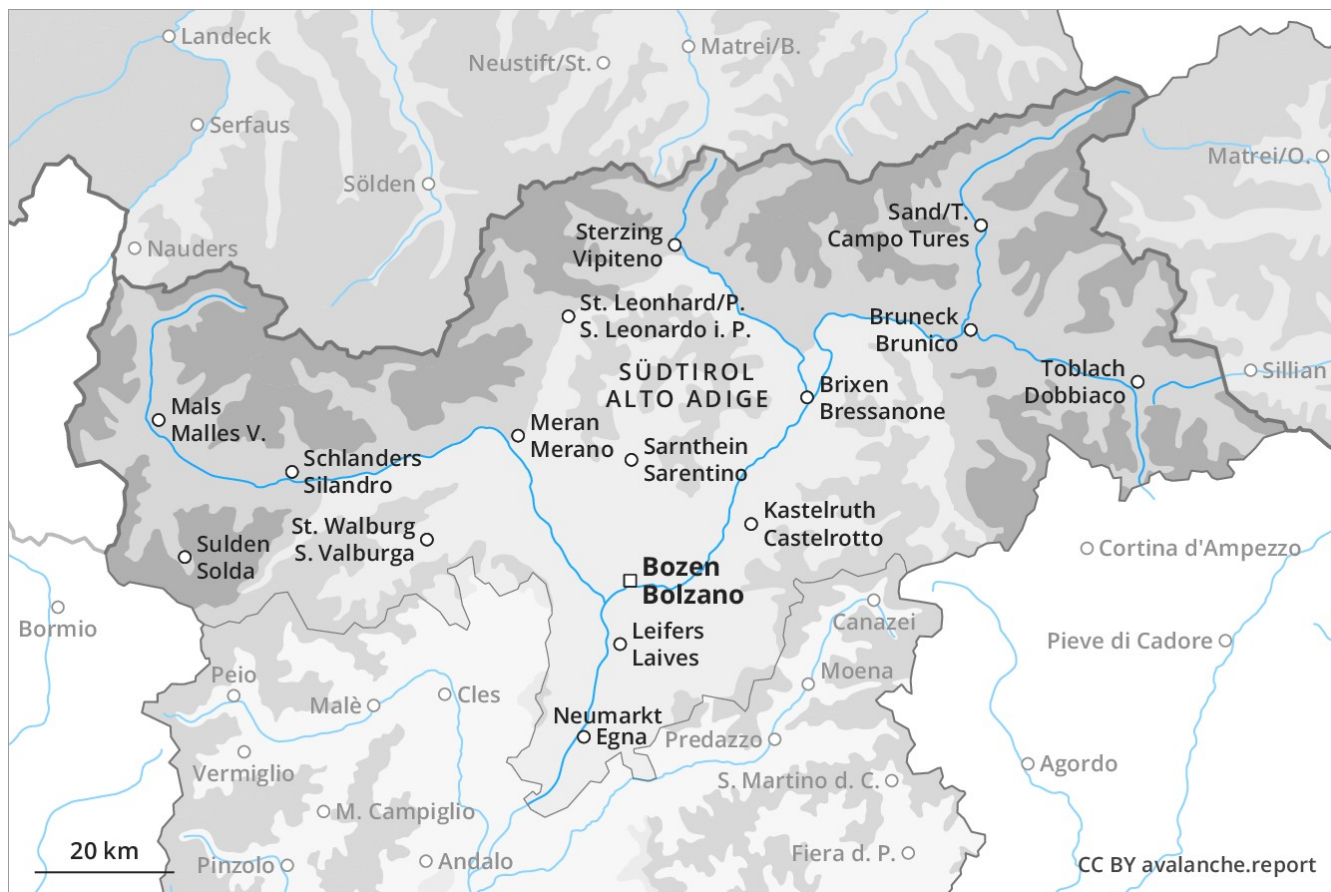 Landeck
Matrei/B.
Neustift/St.
Serfaus
Matrei/O.
Sölden
Sand/T.
Campo Tures
Sterzing
Vipiteno
Nauders
St. Leonhard/P.
S. Leonardo i. P.
Bruneck
Brunico
SÜDTIROL
ALTO ADIGE
Toblach
Dobbiaco
Sillian
Brixen
Bressanone
Mals
Malles V.
Meran
Merano
Sarnthein
Sarentino
Schlanders
Silandro
Kastelruth
Castelrotto
St. Walburg
S. Valburga
Sulden
Solda
Cortina d'Ampezzo
Bozen
Bolzano
Bormio
Canazei
Leifers
Laives
Pieve di Cadore
Peio
Moena
Malè
Cles
Neumarkt
Egna
Predazzo
Vermiglio
Agordo
S. Martino d. C.
M. Campiglio
20 km
Pinzolo
Andalo
Fiera d. P.
CC BY avalanche.report